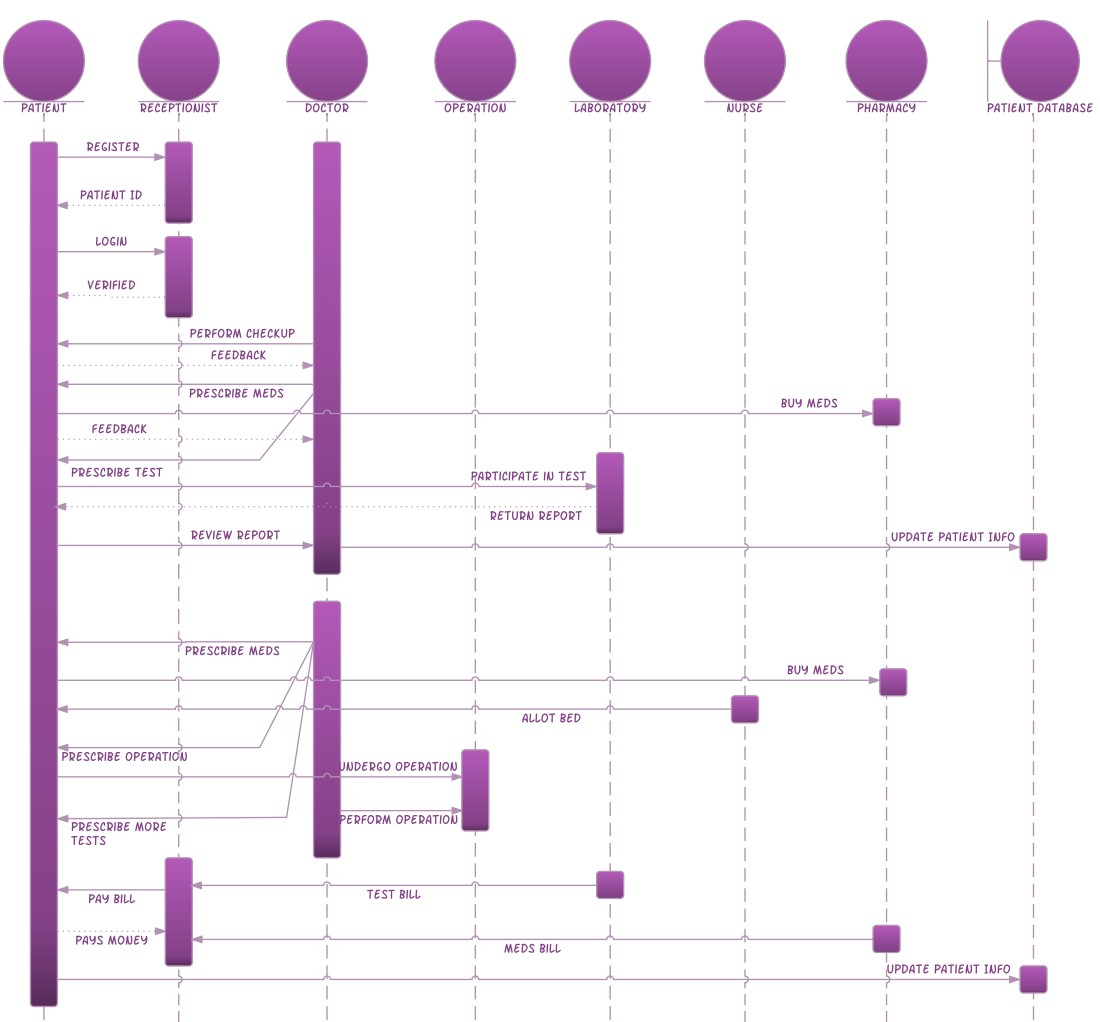 PATIENT
RECEPTIONIST
DOCTOR
OPERATION
LABORATORY
NURSE
PHARMACY
PATIENT DATABASE
REGISTER
PATIENT ID
LOGIN
VERIFIED
PERFORM CHECKUP
FEEDBACK
PRESCRIBE MEDS
BUY MEDS
FEEDBACK
PRESCRIBE TEST
PARTICIPATE IN TEST
RETURN REPORT
REVIEW REPORT
UPDATE PATIENT INFO
PRESCRIBE MEDS
BUY MEDS
ALLOT BED
PRESCRIBE OPERATION
UNDERGO OPERATION
PERFORM OPERATION
PRESCRIBE MORE
TESTS
TEST BILL
PAY BILL
PAYS MONEY
MEDS BILL
UPDATE PATIENT INFO